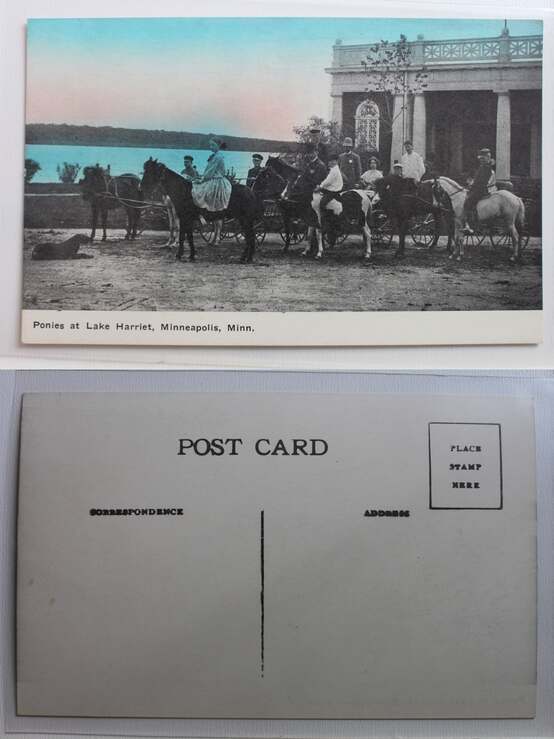 Ponies at Lake Harriet, Minneapolis, Minn.
POST CARD
PLACE
STAMP
HERE
CORRESPONDENCE
ADDRESS